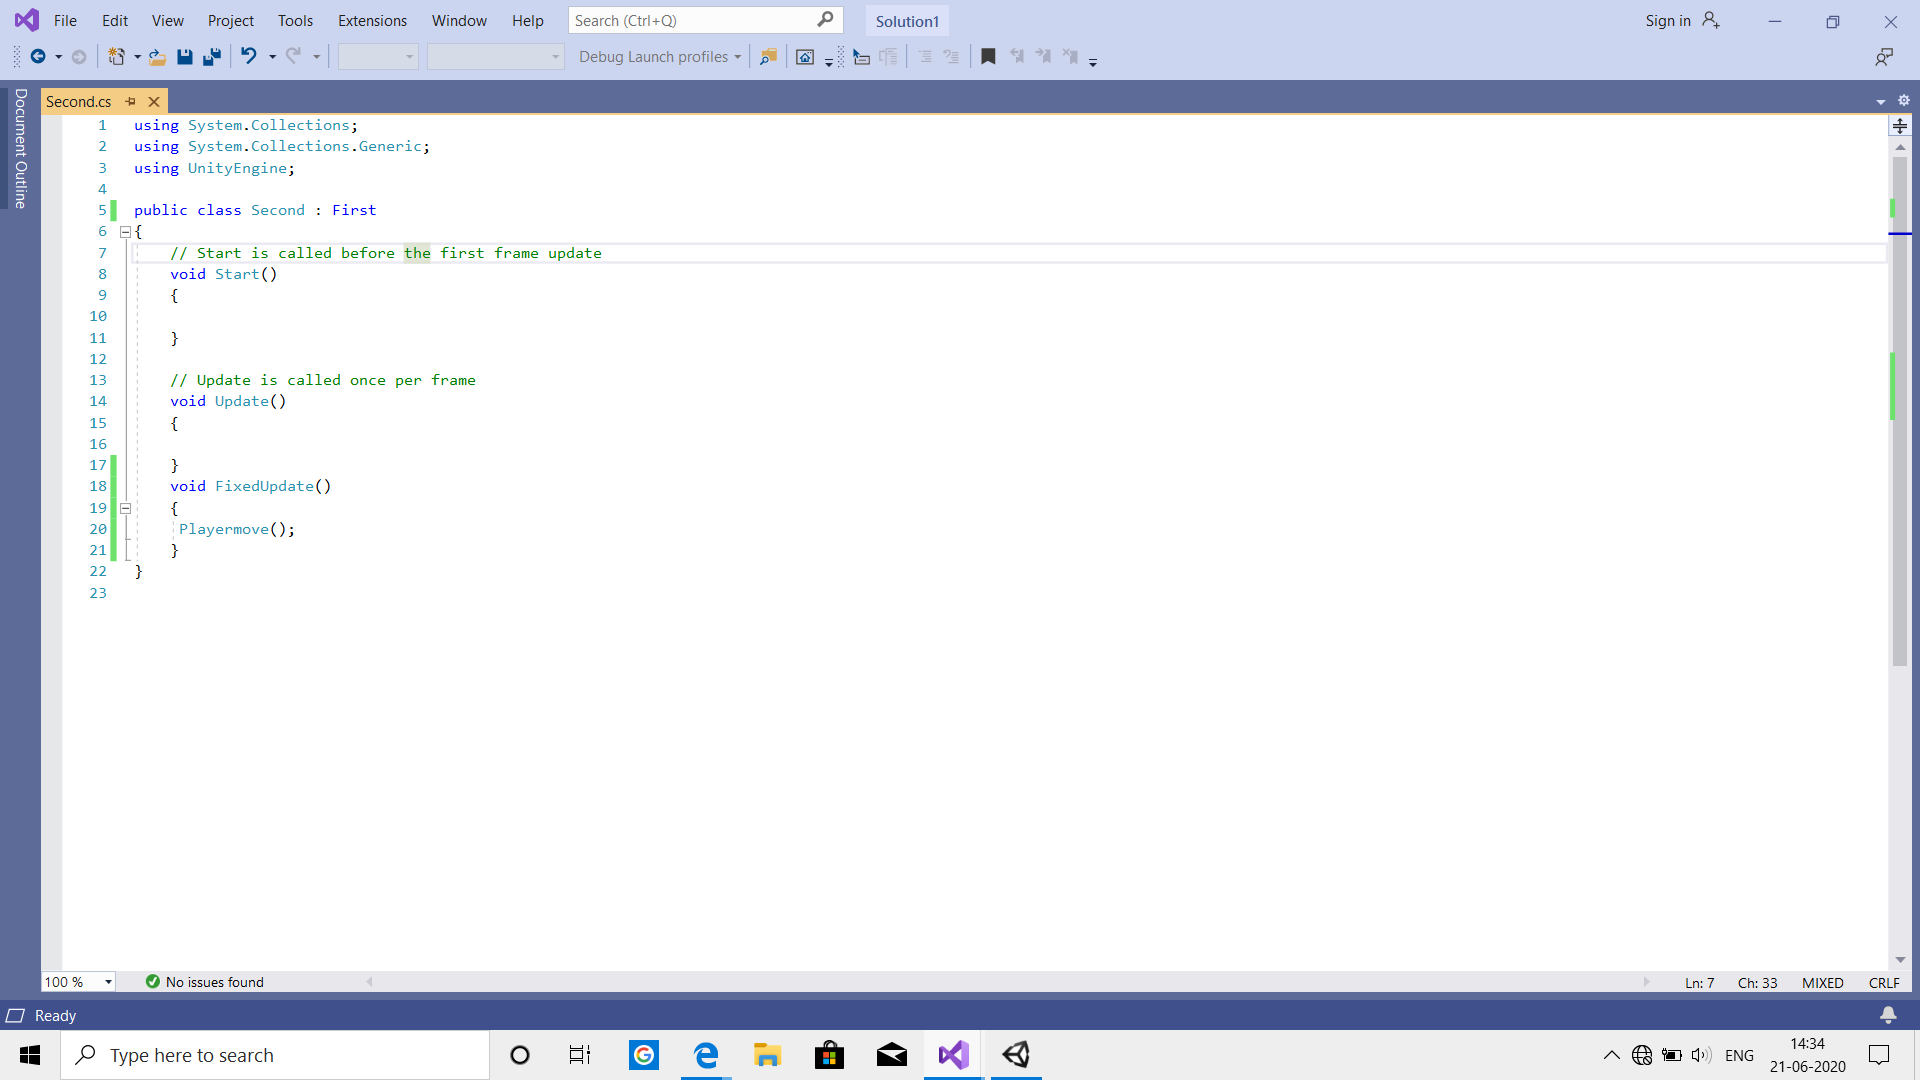 File Edit View Project Tools Extensions Window Help Search (Ctrl+Q) Solution1 Sign in
Debug Launch profiles
Document Outline
Second.cs
1 using System.Collections;
2 using System.Collections.Generic;
3 using UnityEngine;
4
5 public class Second : First
6 {
7 // Start is called before the first frame update
8 void Start()
9 {
10
11 }
12
13 // Update is called once per frame
14 void Update()
15 {
16
17 }
18 void FixedUpdate()
19 {
20 Playermove();
21 }
22 }
23
100 % No issues found Ln: 7 Ch: 33 MIXED CRLF
Ready
Type here to search ENG 14:34
21-06-2020